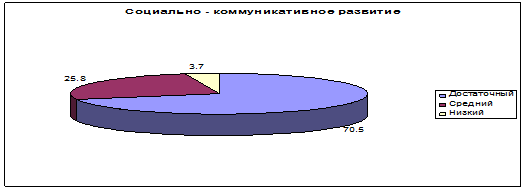 Социально - коммуникативное развитие
3.7
25.8
70.5
Достаточный
Средний
Низкий